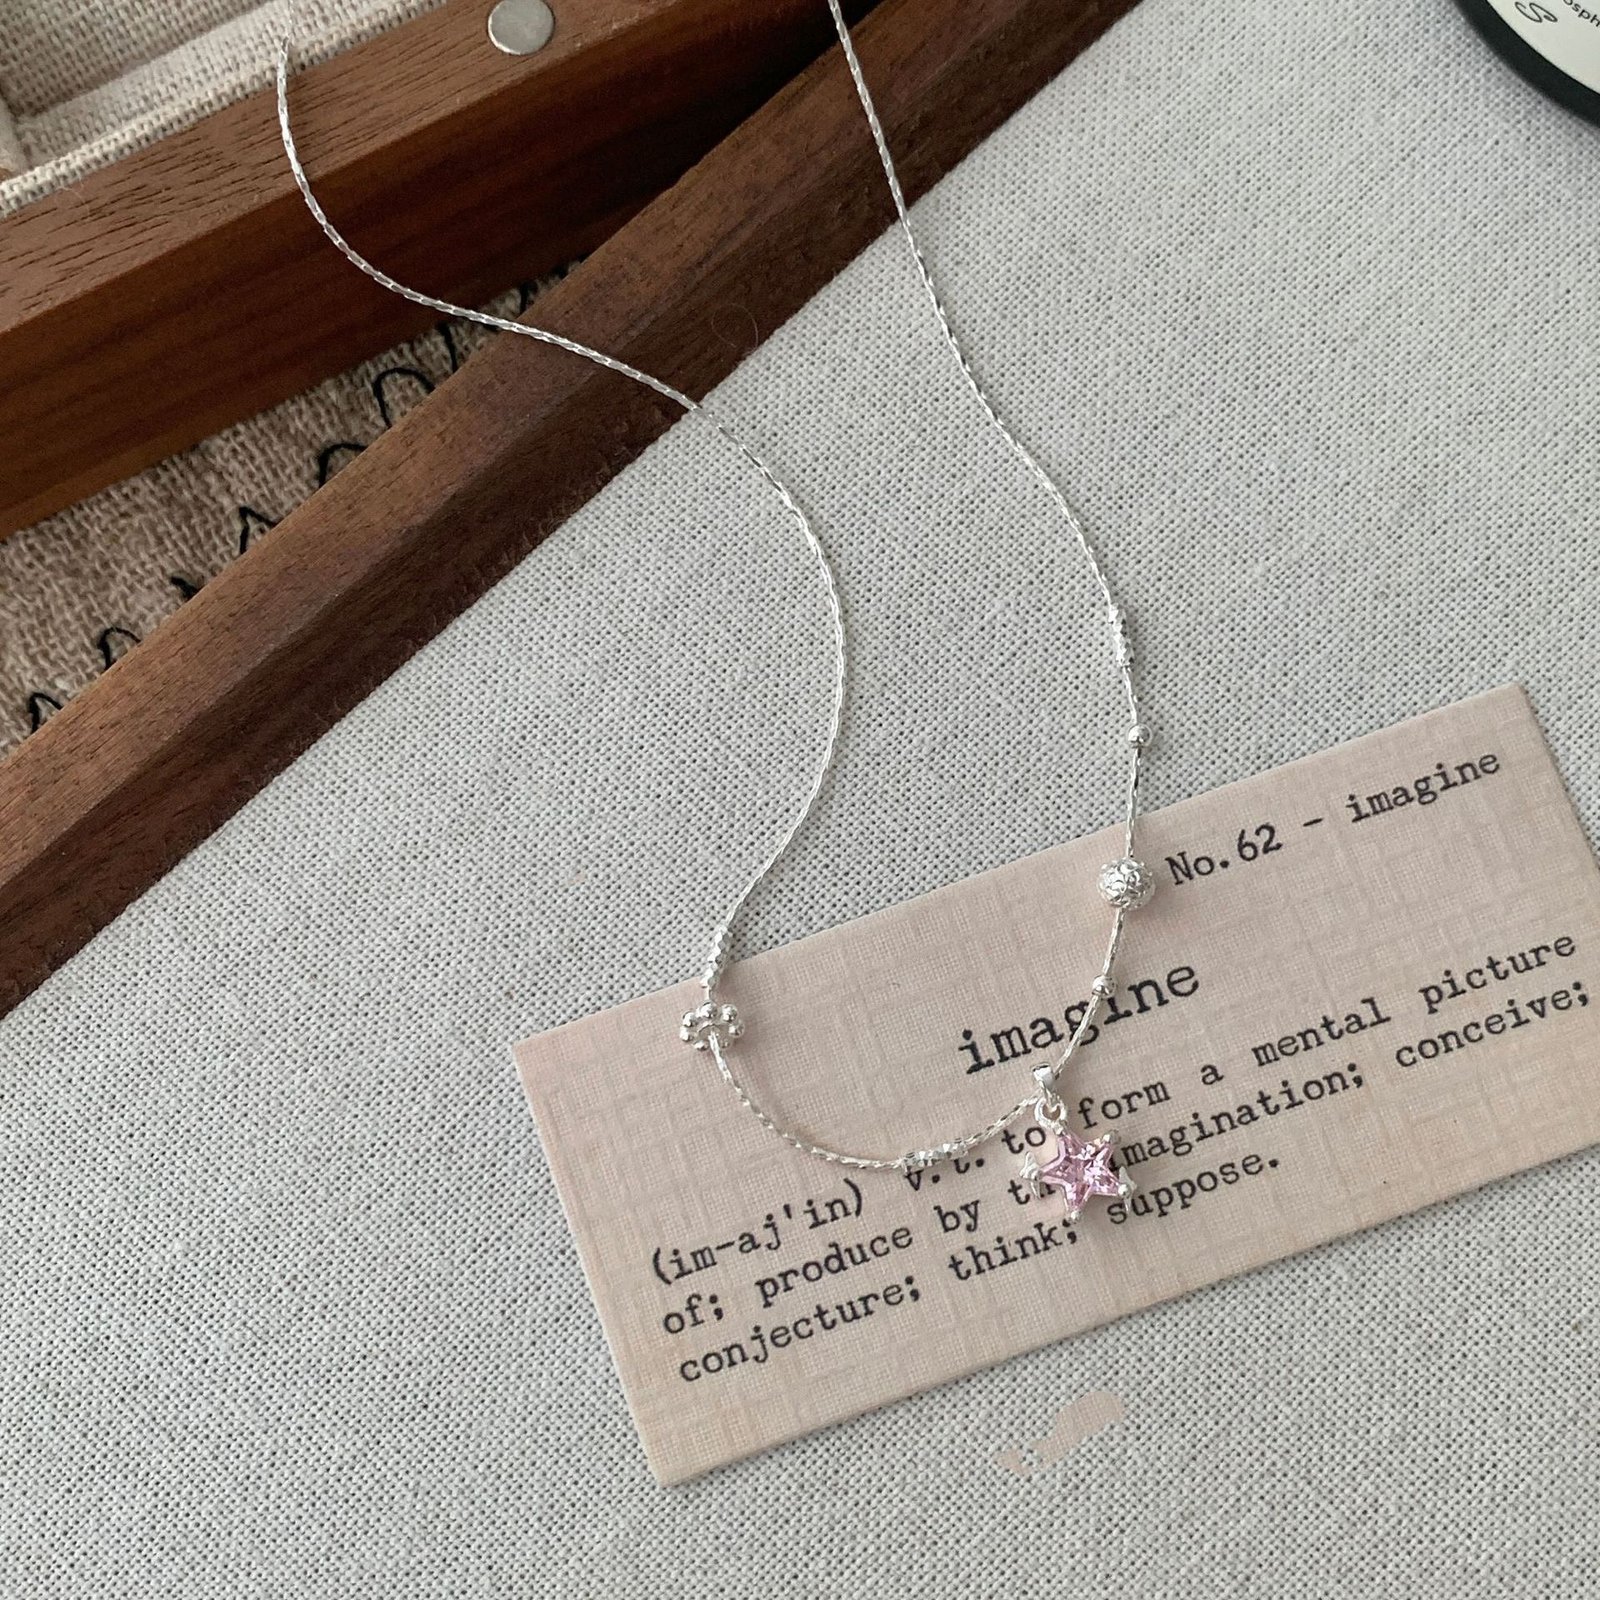 No.62 - imagine
imagine
(im-aj'in) v.t. to form a mental picture
of; produce by the imagination; conceive;
conjecture; think; suppose.